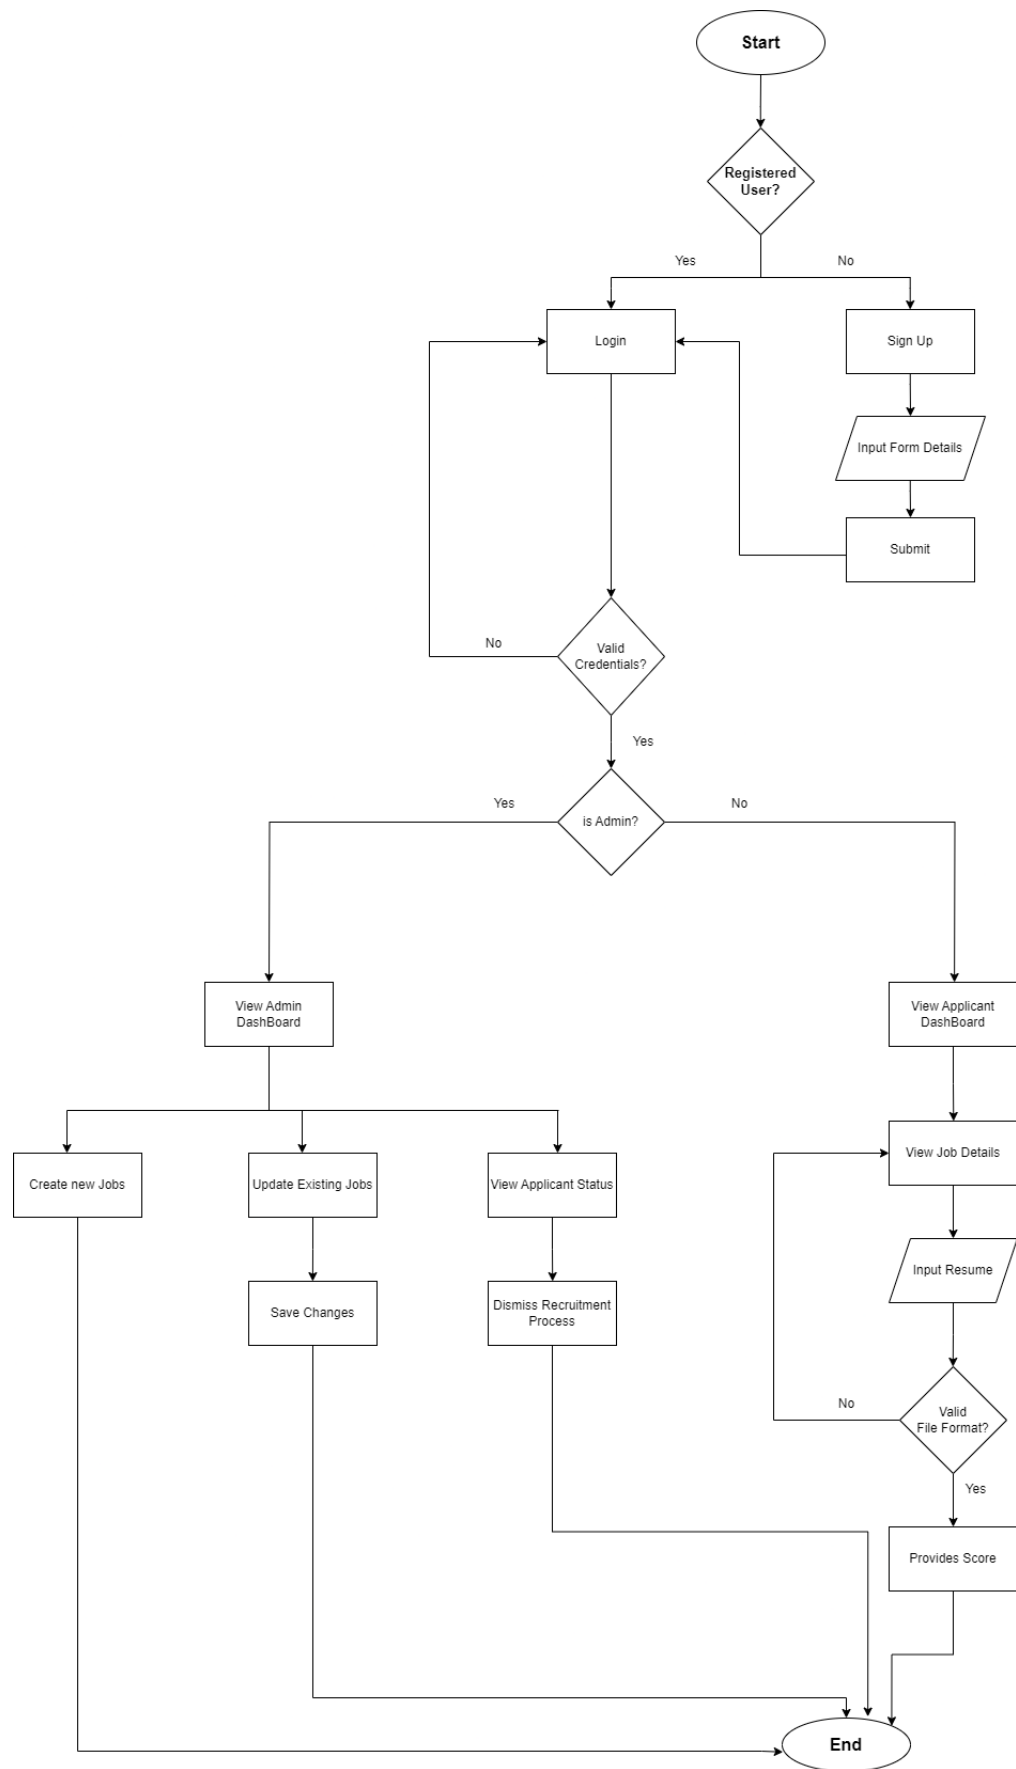 Start
Registered
User?
Yes
No
Login
Sign Up
Input Form Details
Submit
No
Valid
Credentials?
Yes
Yes
No
is Admin?
View Admin
DashBoard
View Applicant
DashBoard
Create new Jobs
Update Existing Jobs
View Applicant Status
View Job Details
Input Resume
Save Changes
Dismiss Recruitment
Process
No
Valid
File Format?
Yes
Provides Score
End